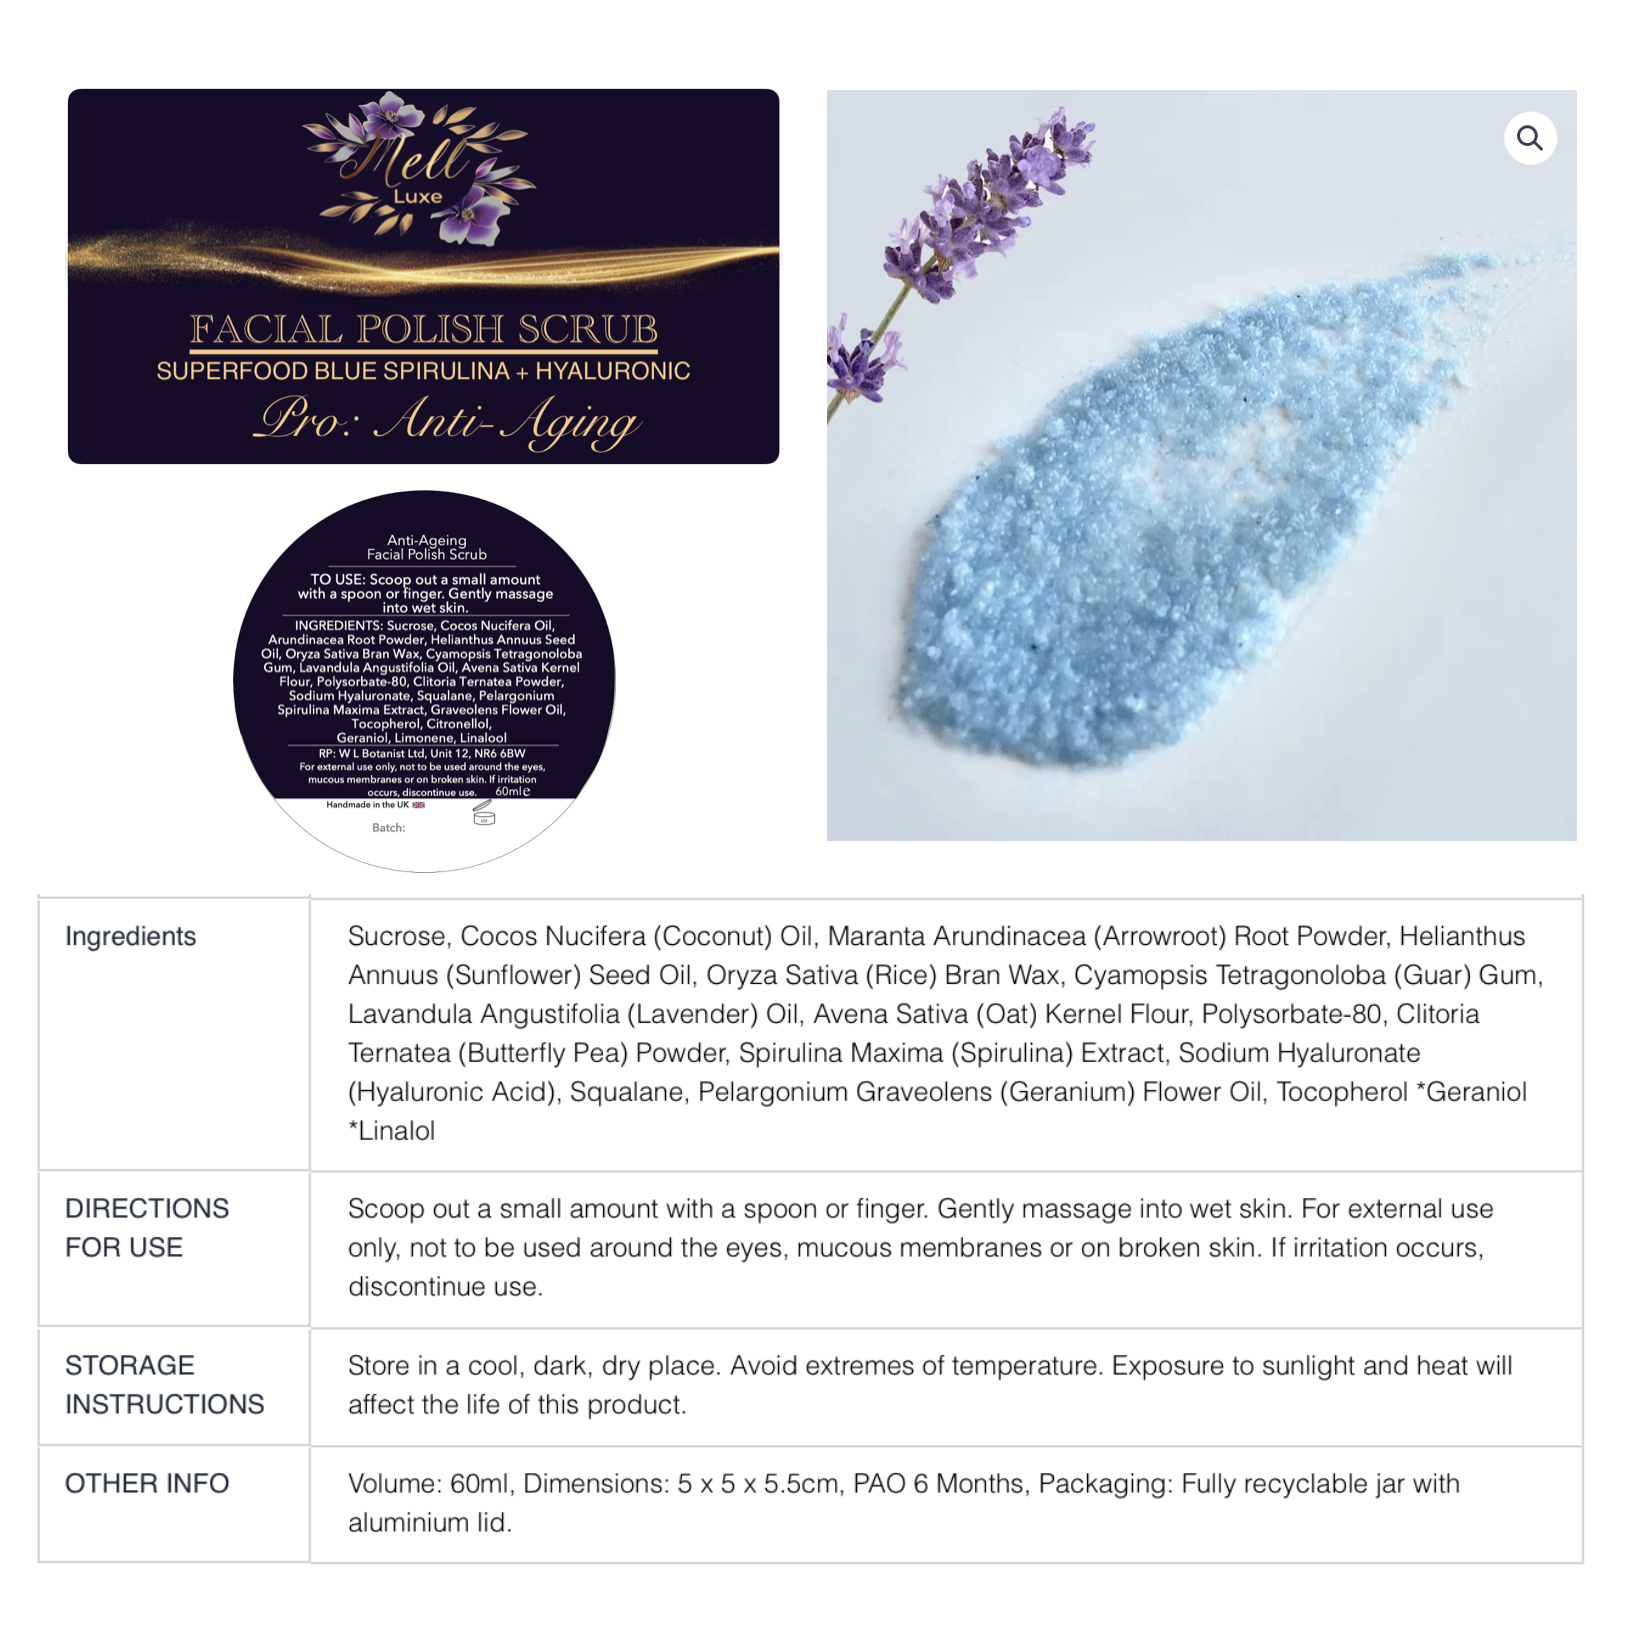 Mell
Luxe
FACIAL POLISH SCRUB
SUPERFOOD BLUE SPIRULINA + HYALURONIC
Pro: Anti-Aging
Anti-Ageing
Facial Polish Scrub
TO USE: Scoop out a small amount
with a spoon or finger. Gently massage
into wet skin.
INGREDIENTS: Sucrose, Cocos Nucifera Oil,
Arundinacea Root Powder, Helianthus Annuus Seed
Oil, Oryza Sativa Bran Wax, Cyamopsis Tetragonoloba
Gum, Lavandula Angustifolia Oil, Avena Sativa Kernel
Flour, Polysorbate-80, Clitoria Ternatea Powder,
Sodium Hyaluronate, Squalane, Pelargonium
Spirulina Maxima Extract, Graveolens Flower Oil,
Tocopherol, Citronellol,
Geraniol, Limonene, Linalool
RP: W L Botanist Ltd, Unit 12, NR6 6BW
For external use only, not to be used around the eyes,
mucous membranes or on broken skin. If irritation
occurs, discontinue use. 60ml e
Handmade in the UK
6M
Batch:
Ingredients
Sucrose, Cocos Nucifera (Coconut) Oil, Maranta Arundinacea (Arrowroot) Root Powder, Helianthus
Annuus (Sunflower) Seed Oil, Oryza Sativa (Rice) Bran Wax, Cyamopsis Tetragonoloba (Guar) Gum,
Lavandula Angustifolia (Lavender) Oil, Avena Sativa (Oat) Kernel Flour, Polysorbate-80, Clitoria
Ternatea (Butterfly Pea) Powder, Spirulina Maxima (Spirulina) Extract, Sodium Hyaluronate
(Hyaluronic Acid), Squalane, Pelargonium Graveolens (Geranium) Flower Oil, Tocopherol *Geraniol
*Linalol
DIRECTIONS
FOR USE
Scoop out a small amount with a spoon or finger. Gently massage into wet skin. For external use
only, not to be used around the eyes, mucous membranes or on broken skin. If irritation occurs,
discontinue use.
STORAGE
INSTRUCTIONS
Store in a cool, dark, dry place. Avoid extremes of temperature. Exposure to sunlight and heat will
affect the life of this product.
OTHER INFO
Volume: 60ml, Dimensions: 5 x 5 x 5.5cm, PAO 6 Months, Packaging: Fully recyclable jar with
aluminium lid.